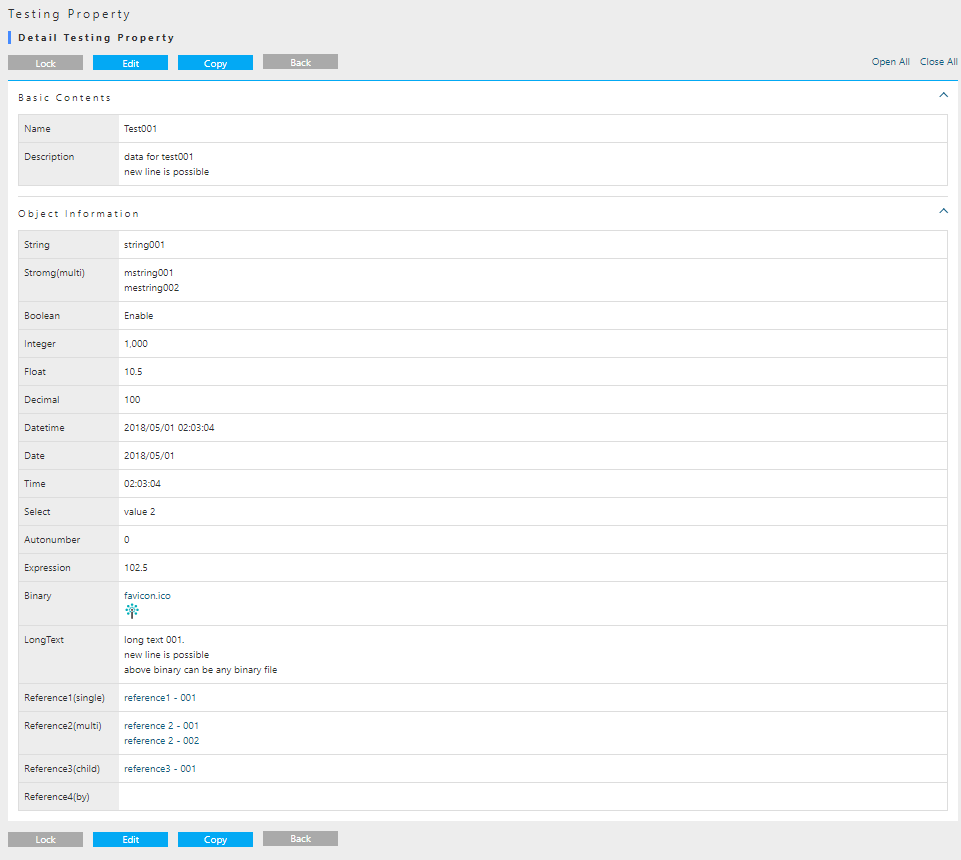 Testing Property
Detail Testing Property
Lock Edit Copy Back Open All Close All
Basic Contents
Name Test001
Description data for test001
new line is possible
Object Information
String string001
Stromg(multi) mstring001
mestring002
Boolean Enable
Integer 1,000
Float 10.5
Decimal 100
Datetime 2018/05/01 02:03:04
Date 2018/05/01
Time 02:03:04
Select value 2
Autonumber 0
Expression 102.5
Binary favicon.ico
LongText long text 001.
new line is possible
above binary can be any binary file
Reference1(single) reference1 - 001
Reference2(multi) reference 2 - 001
reference 2 - 002
Reference3(child) reference3 - 001
Reference4(by)
Lock Edit Copy Back